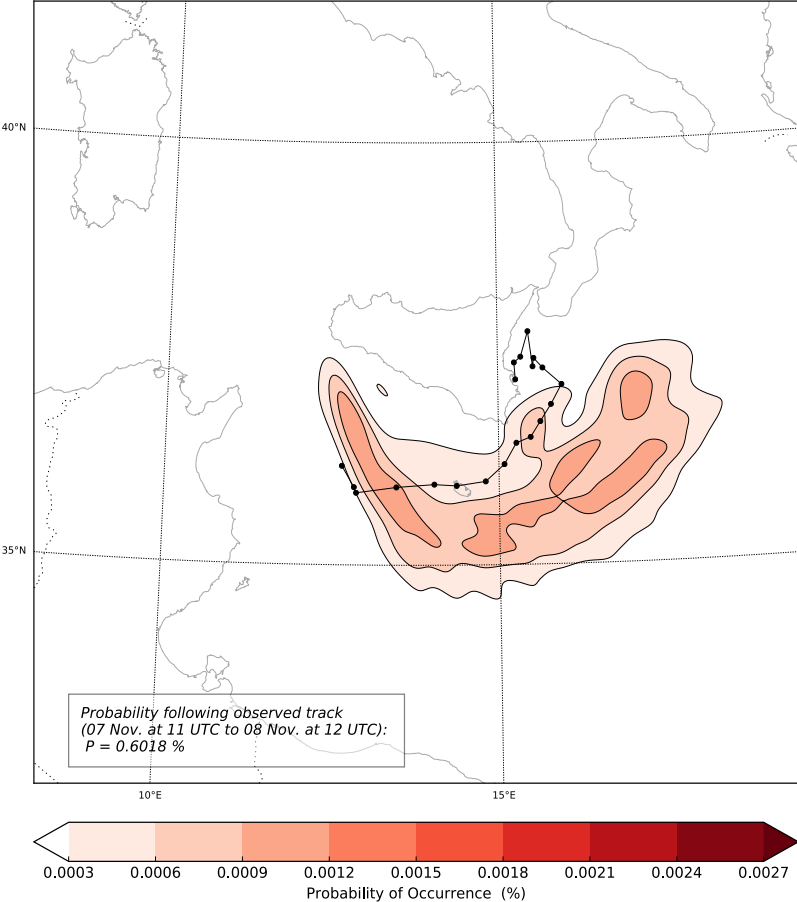 40°N
35°N
Probability following observed track
(07 Nov. at 11 UTC to 08 Nov. at 12 UTC):
P = 0.6018 %
10°E 15°E
0.0003 0.0006 0.0009 0.0012 0.0015 0.0018 0.0021 0.0024 0.0027
Probability of Occurrence (%)